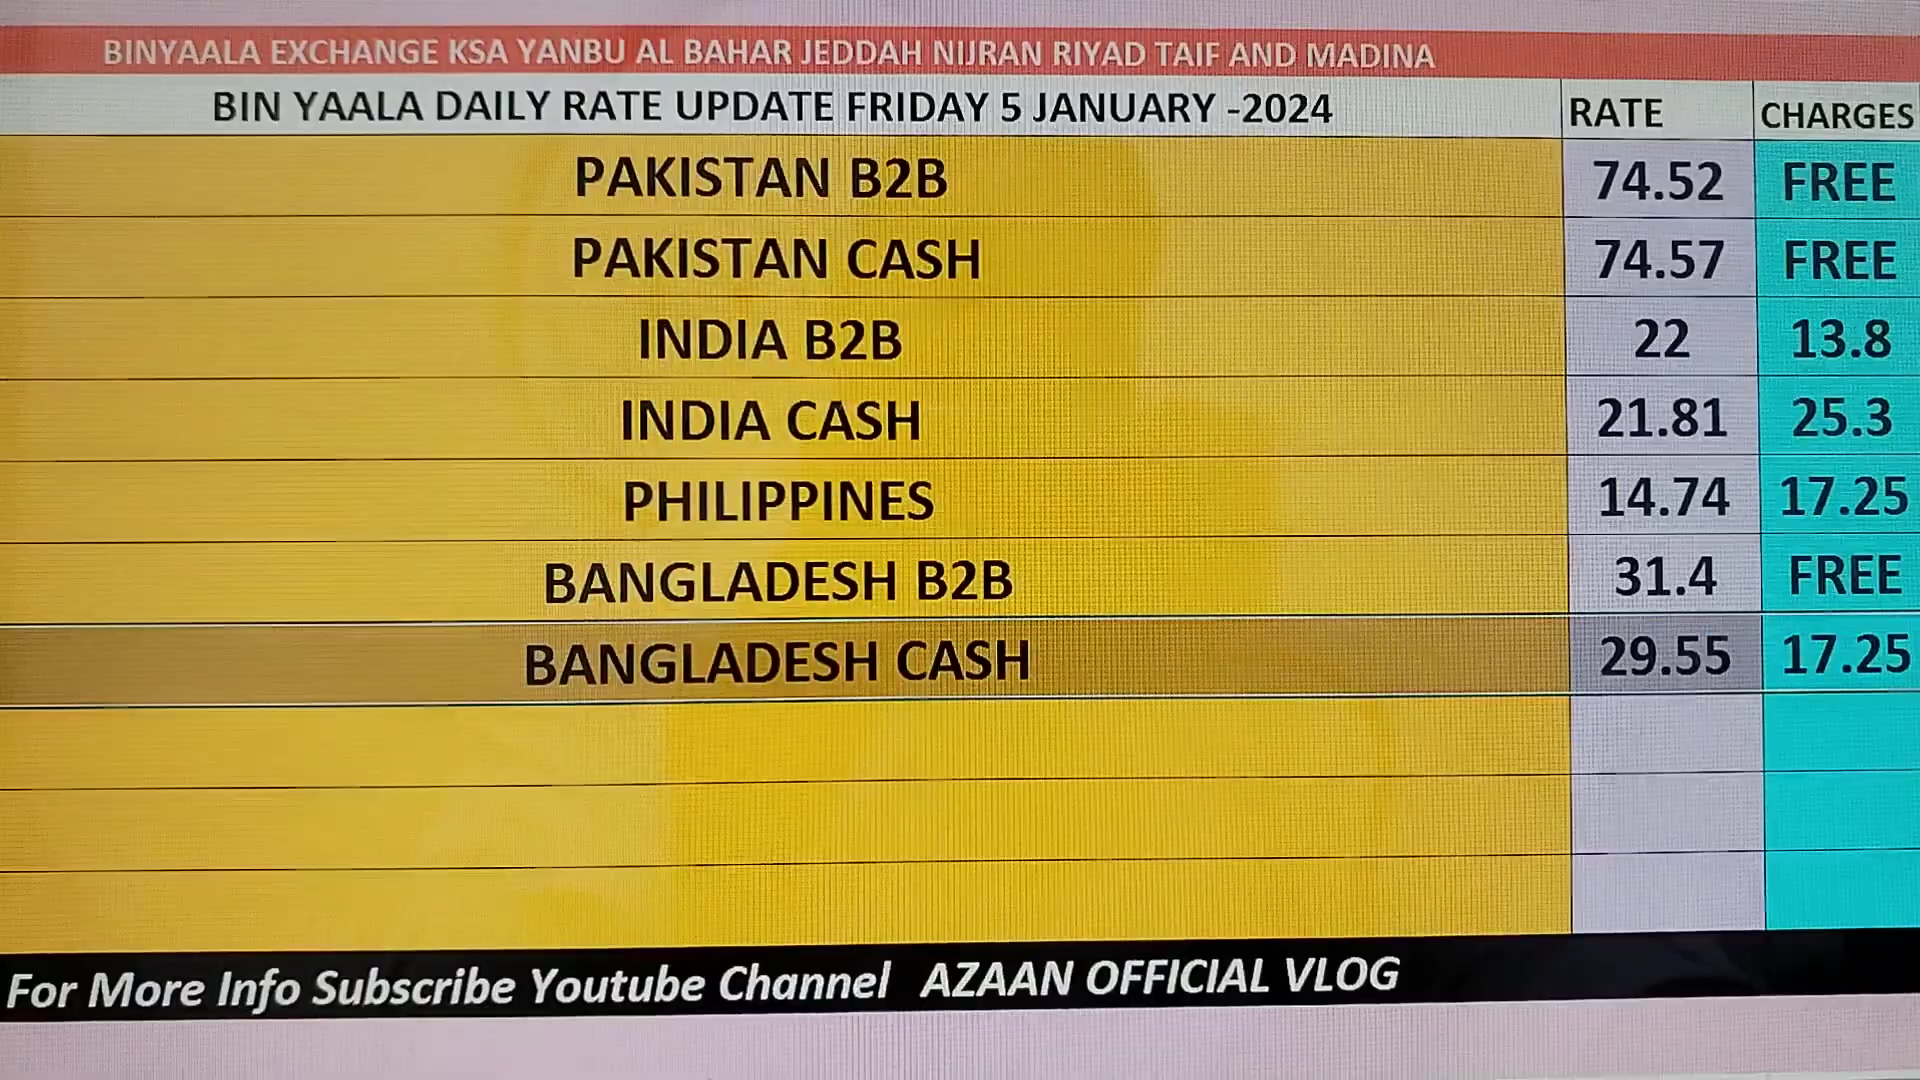 BINYAALA EXCHANGE KSA YANBU AL BAHAR JEDDAH NIJRAN RIYAD TAIF AND MADINA
BIN YAALA DAILY RATE UPDATE FRIDAY 5 JANUARY -2024 RATE CHARGES
PAKISTAN B2B 74.52 FREE
PAKISTAN CASH 74.57 FREE
INDIA B2B 22 13.8
INDIA CASH 21.81 25.3
PHILIPPINES 14.74 17.25
BANGLADESH B2B 31.4 FREE
BANGLADESH CASH 29.55 17.25
For More Info Subscribe Youtube Channel AZAAN OFFICIAL VLOG